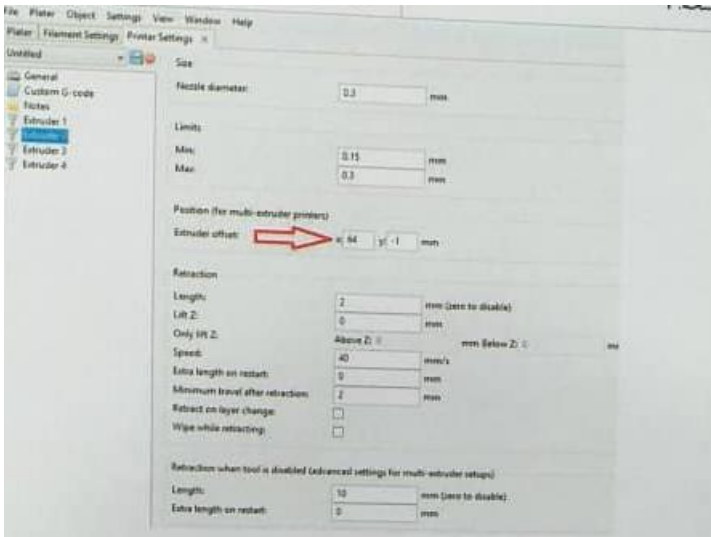 File Plater Object Settings View Window Help
Plater Filament Settings Printer Settings
Untitled
General
Custom G-code
Notes
Extruder 1
Extruder 3
Extruder 4
Size
Nozzle diameter: 0.3 mm
Limits
Min: 0.15 mm
Max: 0.3 mm
Position (for multi-extruder printers)
Extruder offset: x: 64 y: -1 mm
Retraction
Length: 2 mm (zero to disable)
Lift Z: 0 mm
Only lift Z: Above Z: 0 mm Below Z: 0
Speed: 40 mm/s
Extra length on restart: 0 mm
Minimum travel after retraction: 2 mm
Retract on layer change:
Wipe while retracting:
Retraction when tool is disabled (advanced settings for multi-extruder setups)
Length: 10 mm (zero to disable)
Extra length on restart: 0 mm